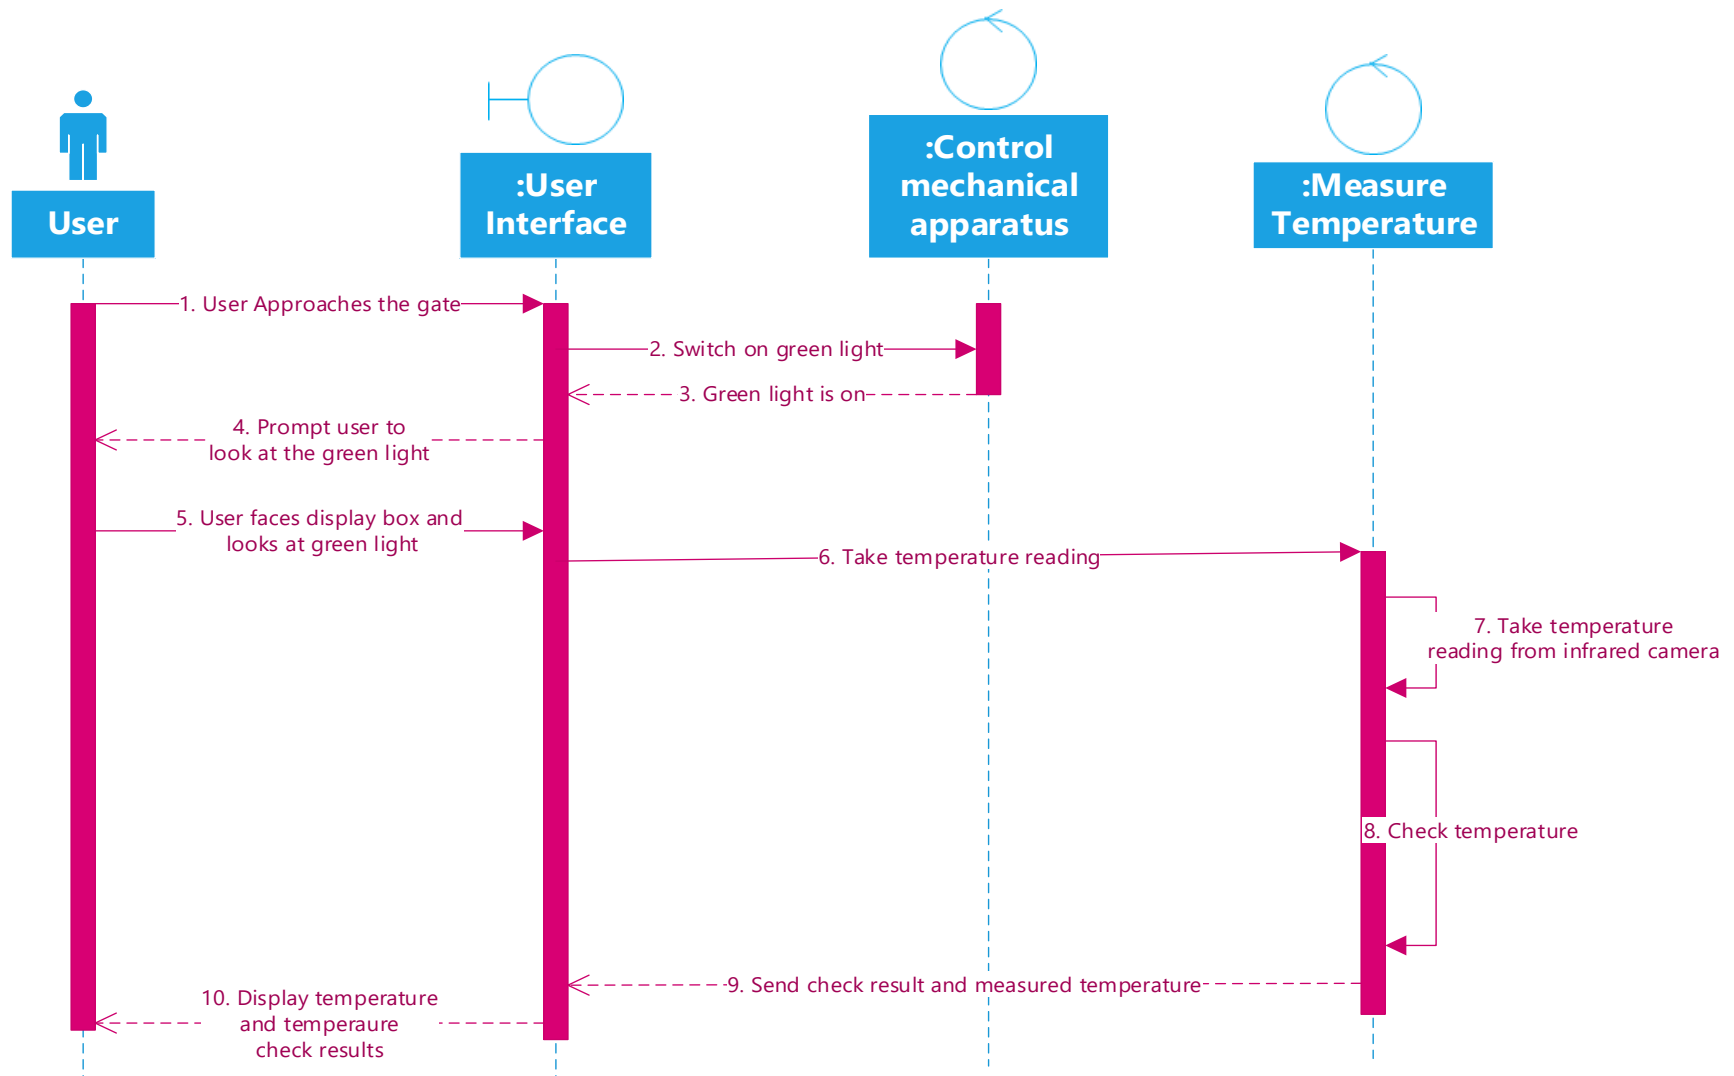 User
:User
Interface
:Control
mechanical
apparatus
:Measure
Temperature
1. User Approaches the gate
2. Switch on green light
3. Green light is on
4. Prompt user to
look at the green light
5. User faces display box and
looks at green light
6. Take temperature reading
7. Take temperature
reading from infrared camera
8. Check temperature
9. Send check result and measured temperature
10. Display temperature
and temperaure
check results